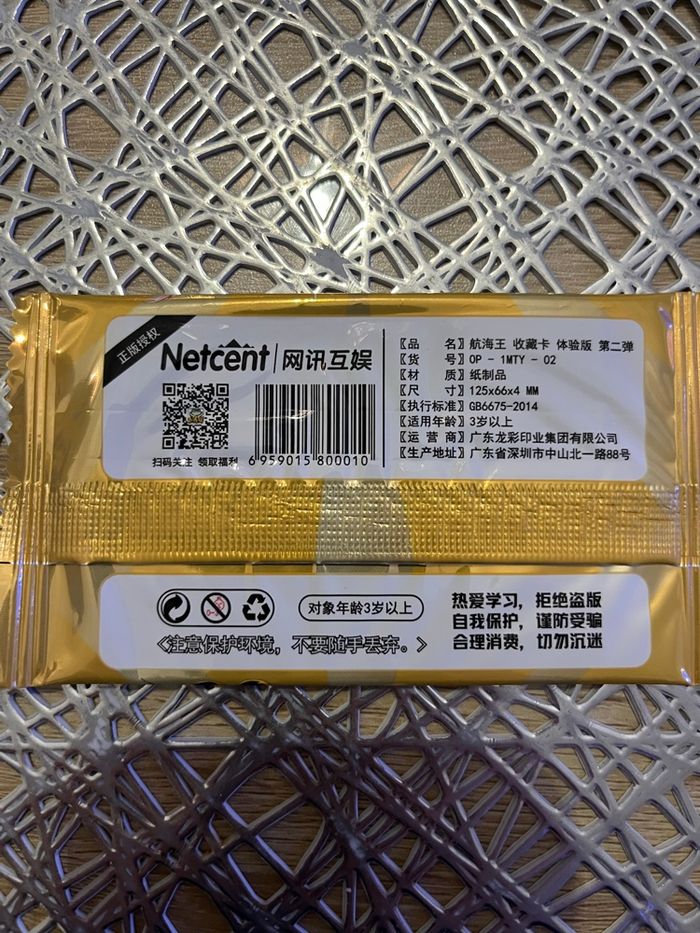 正版授权
Netcent | 网讯互娱
扫码关注 领取福利
6 959015 800010
【品 名】航海王 收藏卡 体验版 第二弹
【货 号】OP - 1MTY - 02
【材 质】纸制品
【尺 寸】125x66x4 MM
【执行标准】GB6675-2014
【适用年龄】3岁以上
【运 营 商】广东龙彩印业集团有限公司
【生产地址】广东省深圳市中山北一路88号
对象年龄3岁以上
《注意保护环境，不要随手丢弃。》
热爱学习，拒绝盗版
自我保护，谨防受骗
合理消费，切勿沉迷